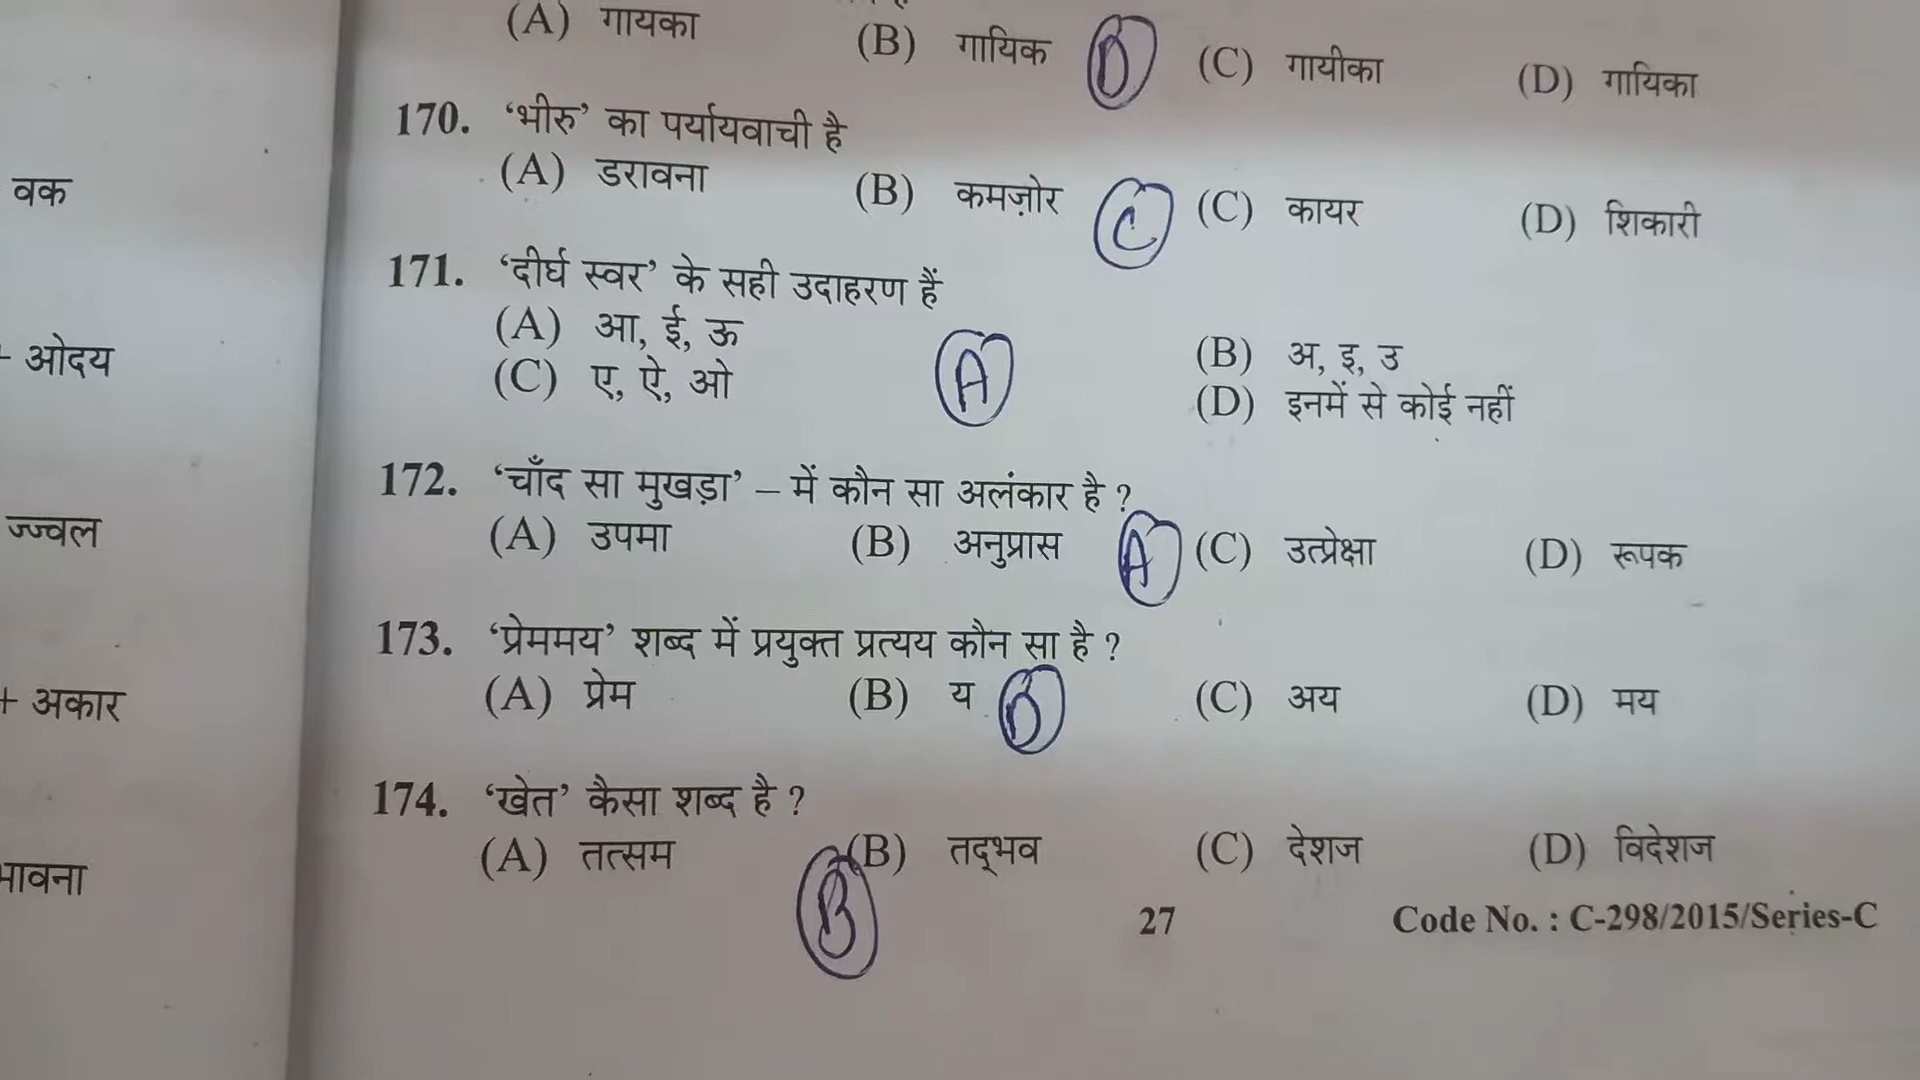 (A) गायका (B) गायिक D (C) गायीका (D) गायिका
170. ‘भीरु’ का पर्यायवाची है
(A) डरावना (B) कमज़ोर C (C) कायर (D) शिकारी
171. ‘दीर्घ स्वर’ के सही उदाहरण हैं
(A) आ, ई, ऊ (B) अ, इ, उ
A
(C) ए, ऐ, ओ (D) इनमें से कोई नहीं
172. ‘चाँद सा मुखड़ा’ – में कौन सा अलंकार है ?
(A) उपमा (B) अनुप्रास A (C) उत्प्रेक्षा (D) रूपक
173. ‘प्रेममय’ शब्द में प्रयुक्त प्रत्यय कौन सा है ?
(A) प्रेम (B) य D (C) अय (D) मय
174. ‘खेत’ कैसा शब्द है ?
(A) तत्सम (B) तद्भव (C) देशज (D) विदेशज
B
27 Code No. : C-298/2015/Series-C
वक
ओदय
ज्ज्वल
+ अकार
भावना